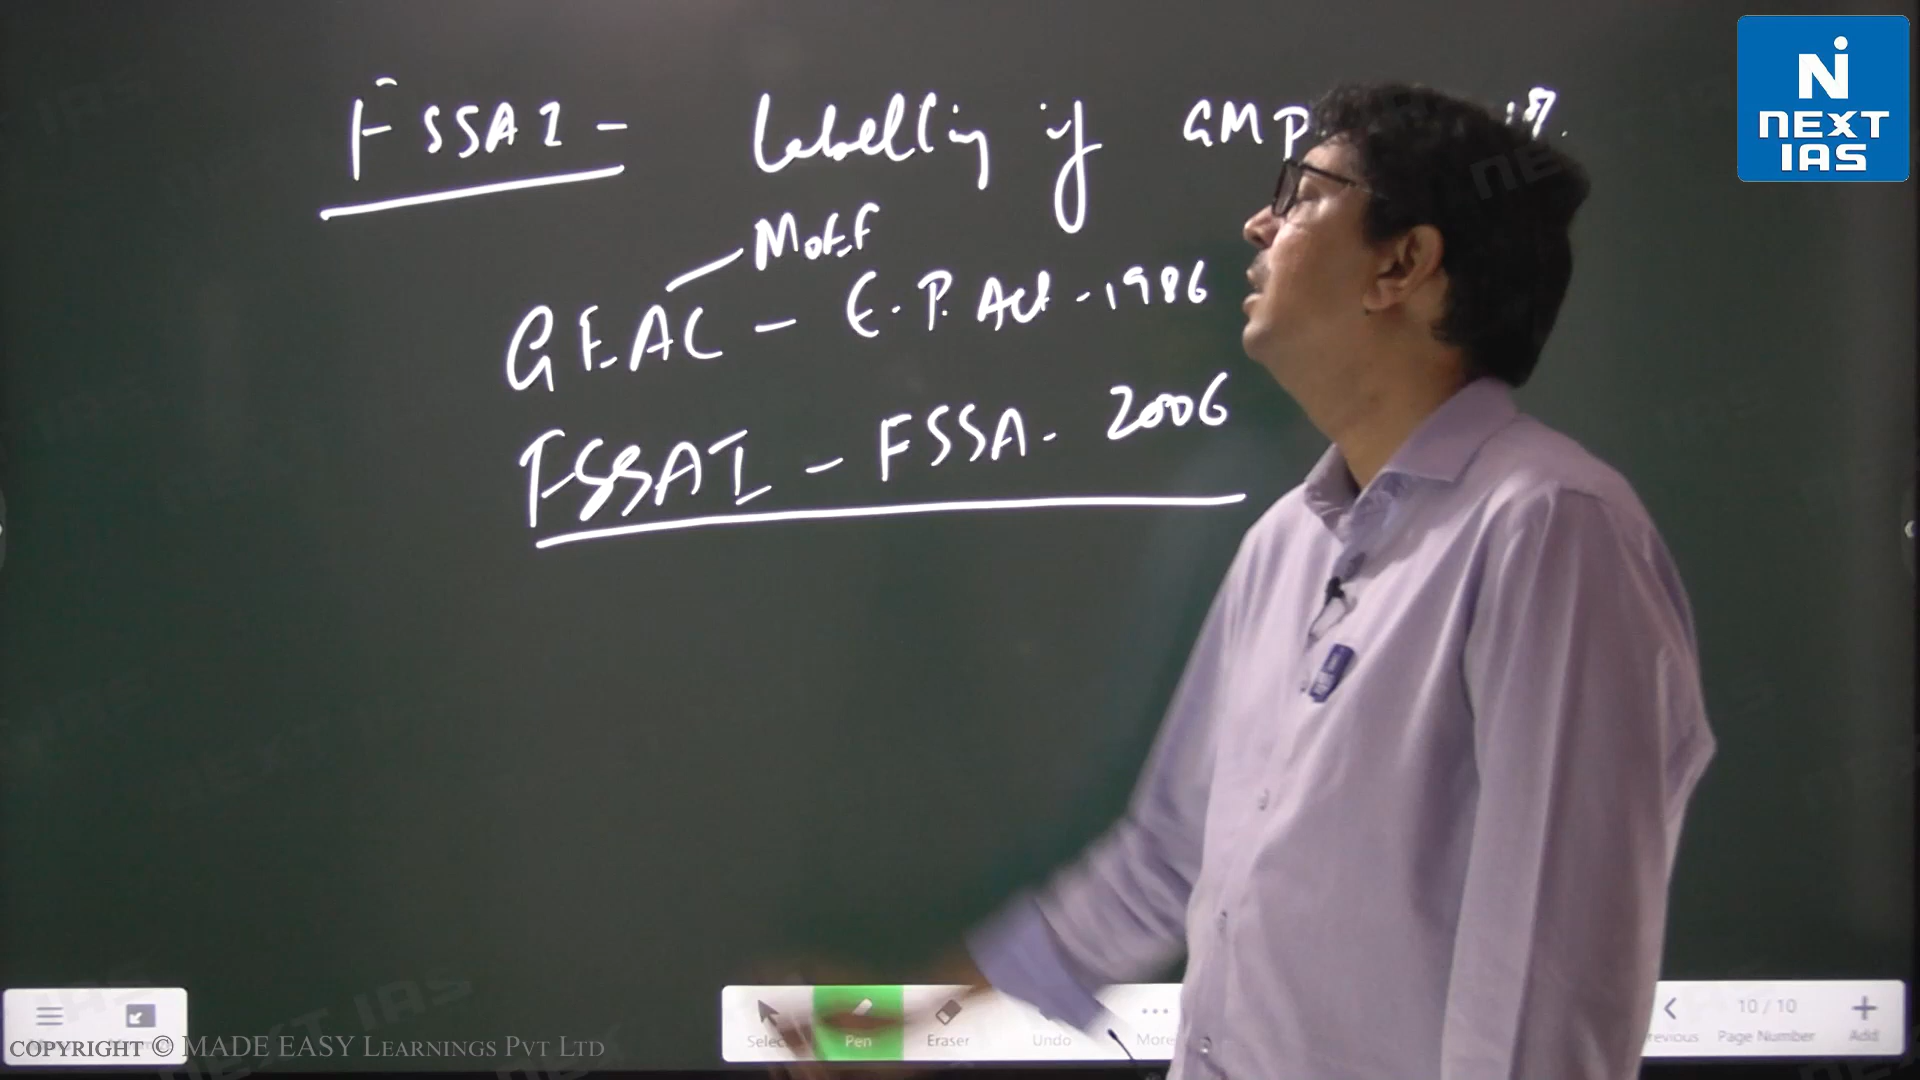 FSSAI - labelling of GMP
MoEF
GEAC - E.P. Act - 1986
FSSAI - FSSA - 2006
NEXT
IAS
Pen
Eraser
Undo
More
10 / 10
Page Number
Add
COPYRIGHT © MADE EASY LEARNINGS PVT LTD